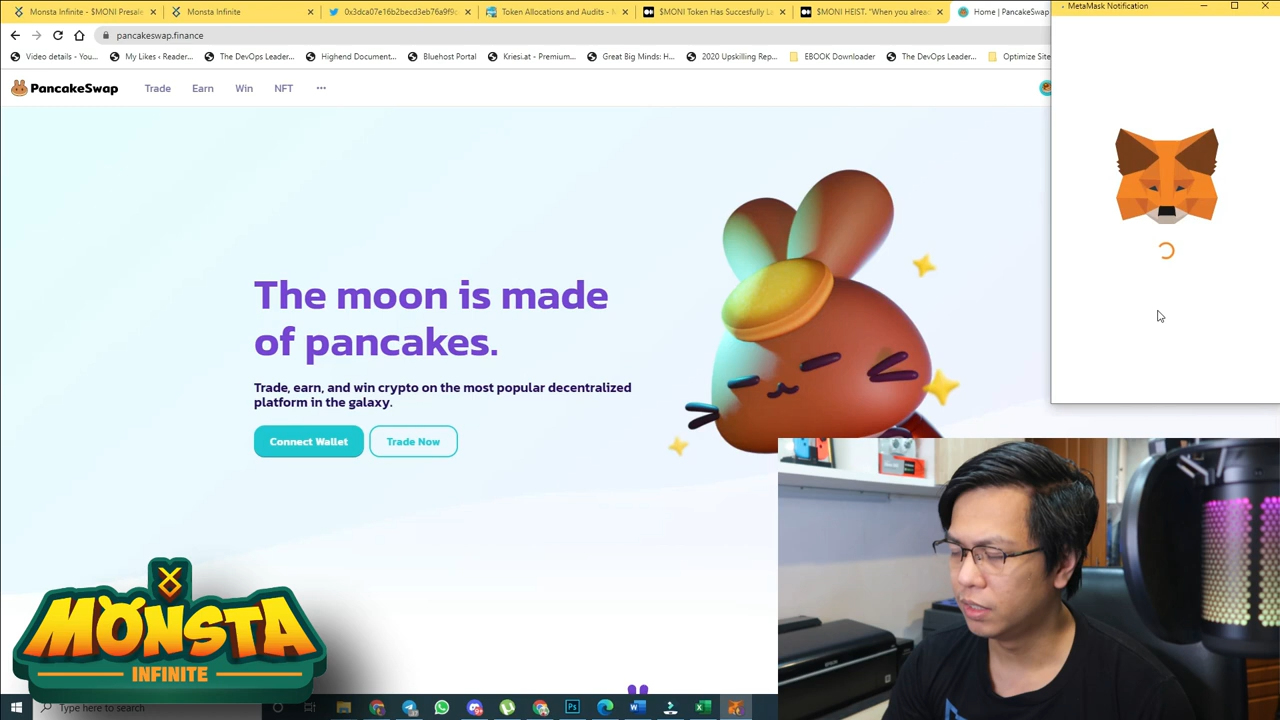 Monsta Infinite - $MONI Presale
Monsta Infinite
0x3dca07e16b2becd3eb76a6f9
Token Allocations and Audits -
$MONI Token Has Succesfully La
$MONI HEIST. "When you alrea
Home | PancakeSwap
MetaMask Notification
pancakeswap.finance
Video details - You...
My Likes ‹ Reader...
The DevOps Leader...
Highend Document...
Bluehost Portal
Kriesi.at - Premium...
Great Big Minds: H...
2020 Upskilling Rep...
EBOOK Downloader
The DevOps Leader...
Optimize Site
PancakeSwap
Trade
Earn
Win
NFT
The moon is made
of pancakes.
Trade, earn, and win crypto on the most popular decentralized
platform in the galaxy.
Connect Wallet
Trade Now
MONSTA
INFINITE
Type here to search